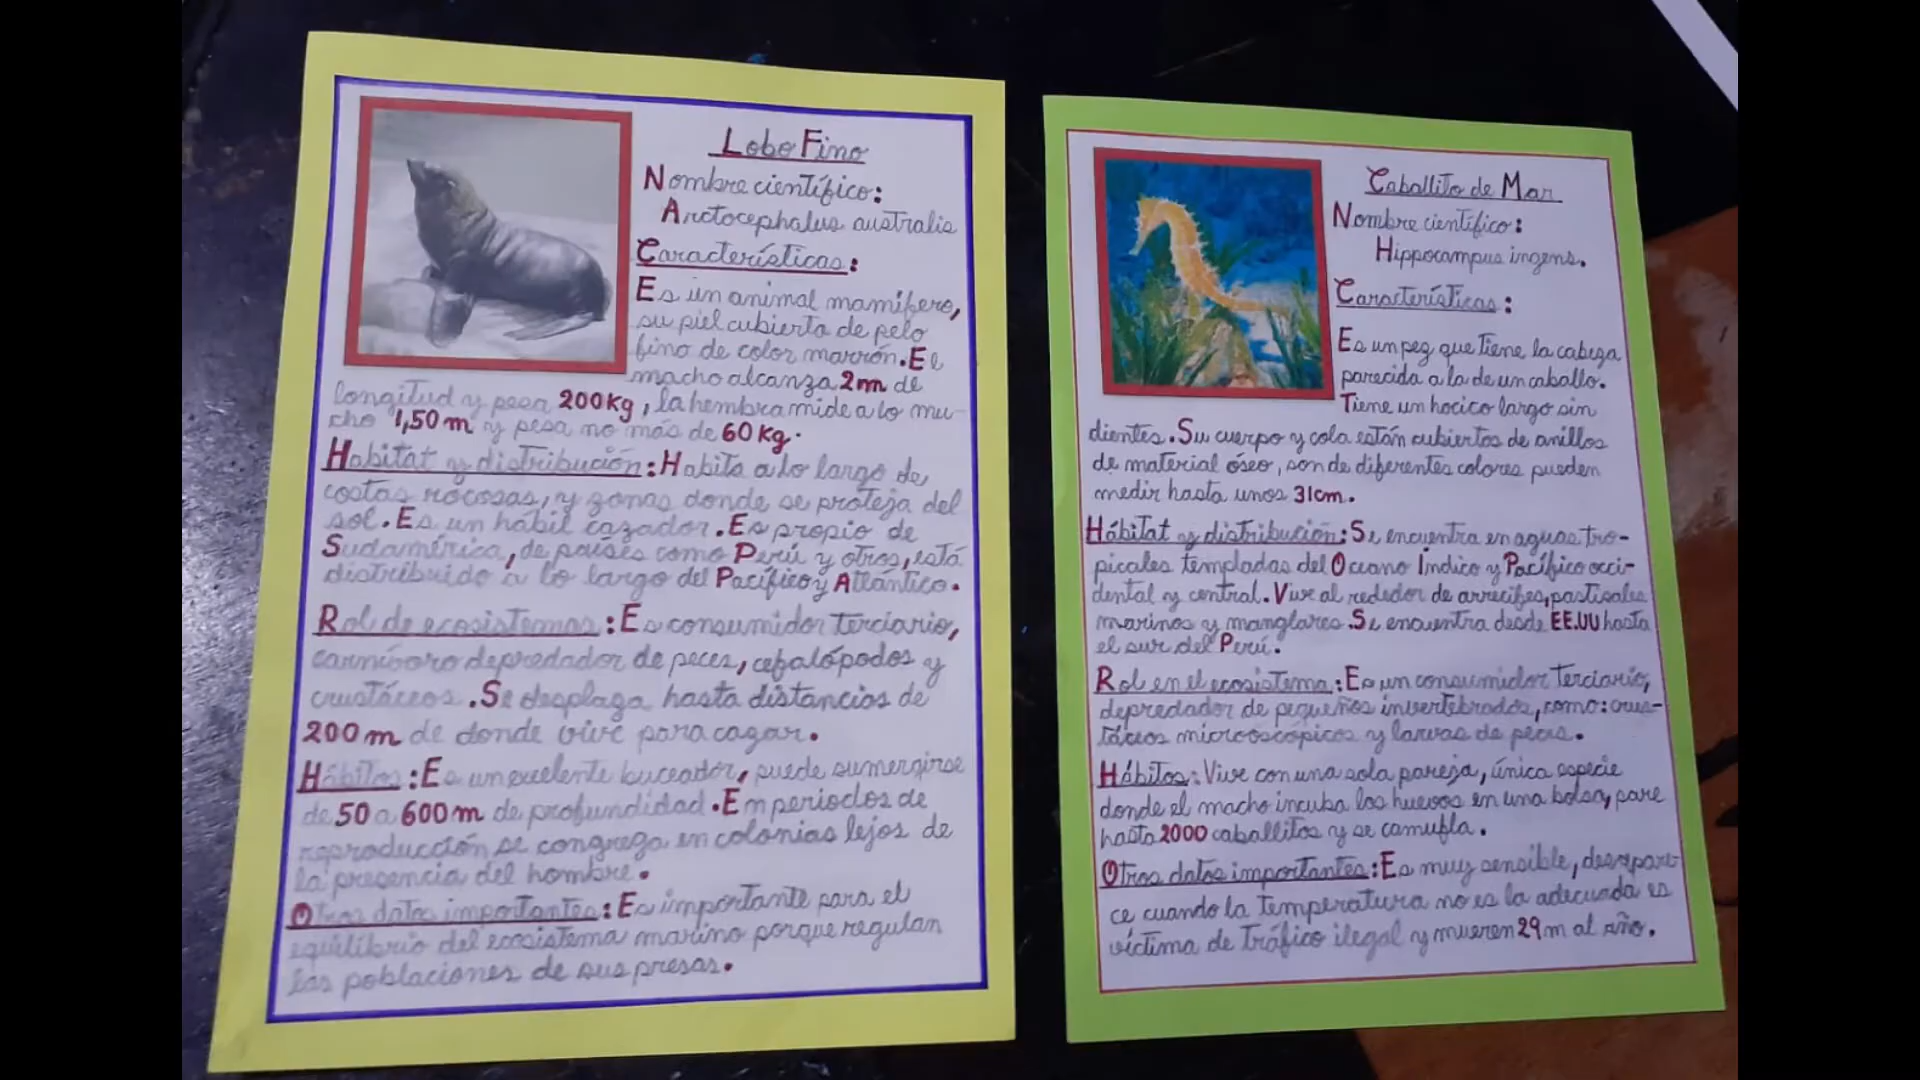 Lobo Fino
Nombre científico:
Arctocephalus australis
Características:
Es un animal mamífero,
su piel cubierta de pelo
fino de color marrón. El
macho alcanza 2m de
longitud y pesa 200Kg, la hembra mide a lo mu-
cho 1,50 m y pesa no más de 60 Kg.
Habitat y distribución: Habita a lo largo de
costas rocosas, y zonas donde se proteja del
sol. Es un hábil cazador. Es propio de
Sudamérica, de países como Perú y otros, está
distribuido a lo largo del Pacífico y Atlántico.
Rol de ecosistemas: Es consumidor terciario,
carnívoro depredador de peces, cefalópodos y
crustáceos. Se desplaza hasta distancias de
200 m de donde vive para cazar.
Hábitos: Es un excelente buceador, puede sumergirse
de 50 a 600 m de profundidad. En periodos de
reproducción se congrega en colonias lejos de
la presencia del hombre.
Otros datos importantes: Es importante para el
equilibrio del ecosistema marino porque regulan
las poblaciones de sus presas.
Caballito de Mar
Nombre científico:
Hippocampus ingens.
Características:
Es un pez que tiene la cabeza
parecida a la de un caballo.
Tiene un hocico largo sin
dientes. Su cuerpo y cola están cubiertos de anillos
de material óseo, son de diferentes colores pueden
medir hasta unos 31cm.
Hábitat y distribución: Se encuentra en aguas tro-
picales templadas del Oceano Índico y Pacífico occi-
dental y central. Vive al rededor de arrecifes, pastizales
marinos y manglares. Se encuentra desde EE.UU hasta
el sur del Perú.
Rol en el ecosistema: Es un consumidor terciario,
depredador de pequeños invertebrados, como: crus-
táceos microoscópicos y larvas de peces.
Hábitos: Vive con una sola pareja, única especie
donde el macho incuba los huevos en una bolsa, pare
hasta 2000 caballitos y se camufla.
Otros datos importantes: Es muy sensible, desapare-
ce cuando la temperatura no es la adecuada es
víctima de tráfico ilegal y mueren 29 m al año.